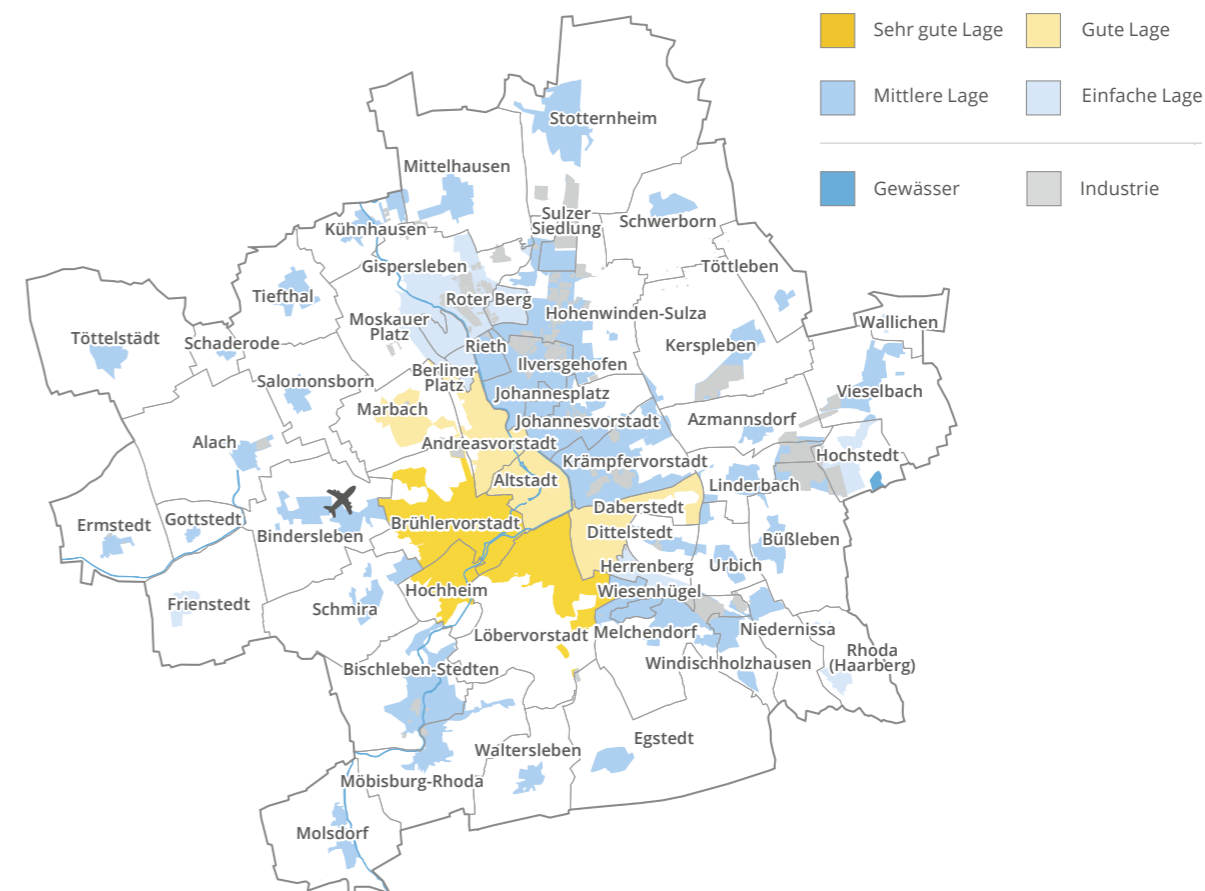 Sehr gute Lage
Gute Lage
Mittlere Lage
Einfache Lage
Gewässer
Industrie
Stotternheim
Mittelhausen
Sulzer
Siedlung
Schwerborn
Kühnhausen
Gispersleben
Töttleben
Tiefthal
Roter Berg
Hohenwinden-Sulza
Wallichen
Moskauer
Platz
Töttelstädt
Schaderode
Rieth
Kerspleben
Ilversgehofen
Berliner
Platz
Salomonsborn
Johannesplatz
Vieselbach
Marbach
Johannesvorstadt
Azmannsdorf
Alach
Andreasvorstadt
Krämpfervorstadt
Hochstedt
Altstadt
Linderbach
Daberstedt
Ermstedt
Gottstedt
Brühlervorstadt
Bindersleben
Dittelstedt
Büßleben
Herrenberg
Urbich
Hochheim
Wiesenhügel
Frienstedt
Schmira
Löbervorstadt
Melchendorf
Niedernissa
Rhoda
(Haarberg)
Bischleben-Stedten
Windischholzhausen
Egstedt
Waltersleben
Möbisburg-Rhoda
Molsdorf